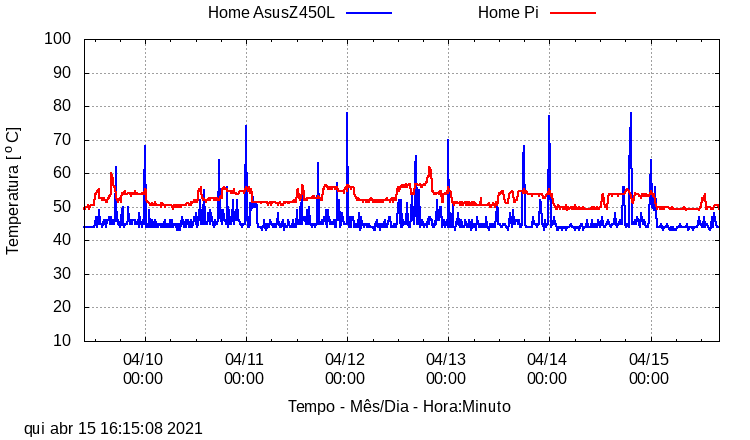 Home AsusZ450L
Home Pi
100
90
80
70
60
50
40
30
20
10
Temperatura [ º C]
04/10 04/11 04/12 04/13 04/14 04/15
00:00 00:00 00:00 00:00 00:00 00:00
Tempo - Mês/Dia - Hora:Minuto
qui abr 15 16:15:08 2021